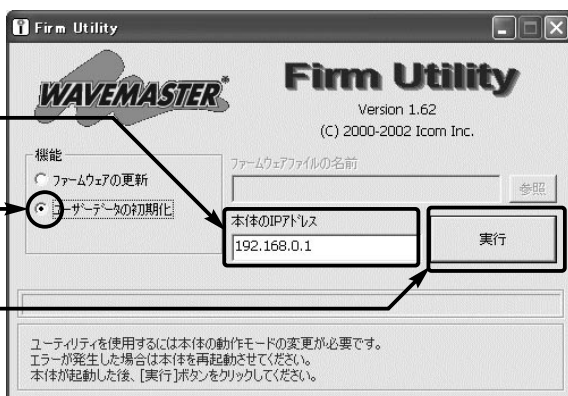 Firm Utility
WAVEMASTER®
Firm Utility
Version 1.62
(C) 2000-2002 Icom Inc.
機能
ファームウェアの更新
ユーザーデータの初期化
ファームウェアファイルの名前
参照
本体のIPアドレス
192.168.0.1
実行
ユーティリティを使用するには本体の動作モードの変更が必要です。
エラーが発生した場合は本体を再起動させてください。
本体が起動した後、[実行]ボタンをクリックしてください。